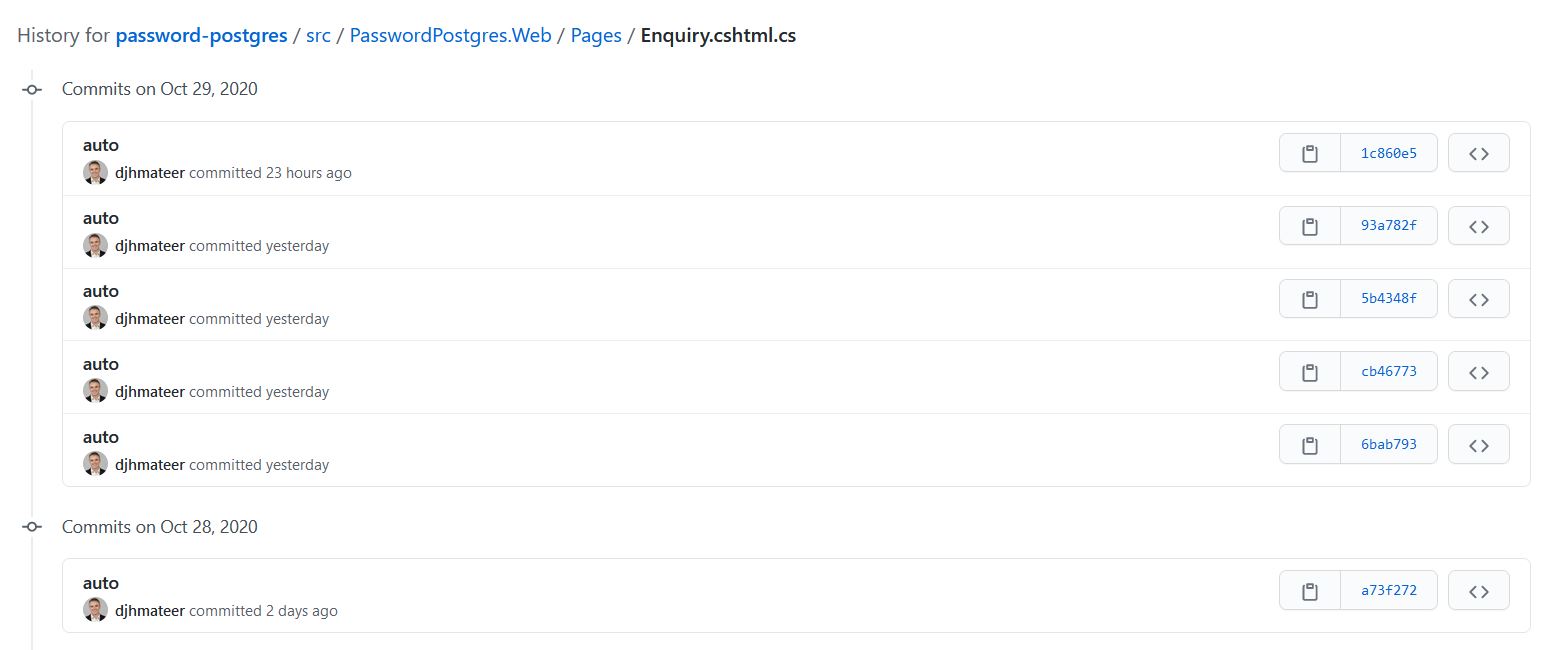 History for password-postgres / src / PasswordPostgres.Web / Pages / Enquiry.cshtml.cs
Commits on Oct 29, 2020
auto
djhmateer committed 23 hours ago
1c860e5
auto
djhmateer committed yesterday
93a782f
auto
djhmateer committed yesterday
5b4348f
auto
djhmateer committed yesterday
cb46773
auto
djhmateer committed yesterday
6bab793
Commits on Oct 28, 2020
auto
djhmateer committed 2 days ago
a73f272